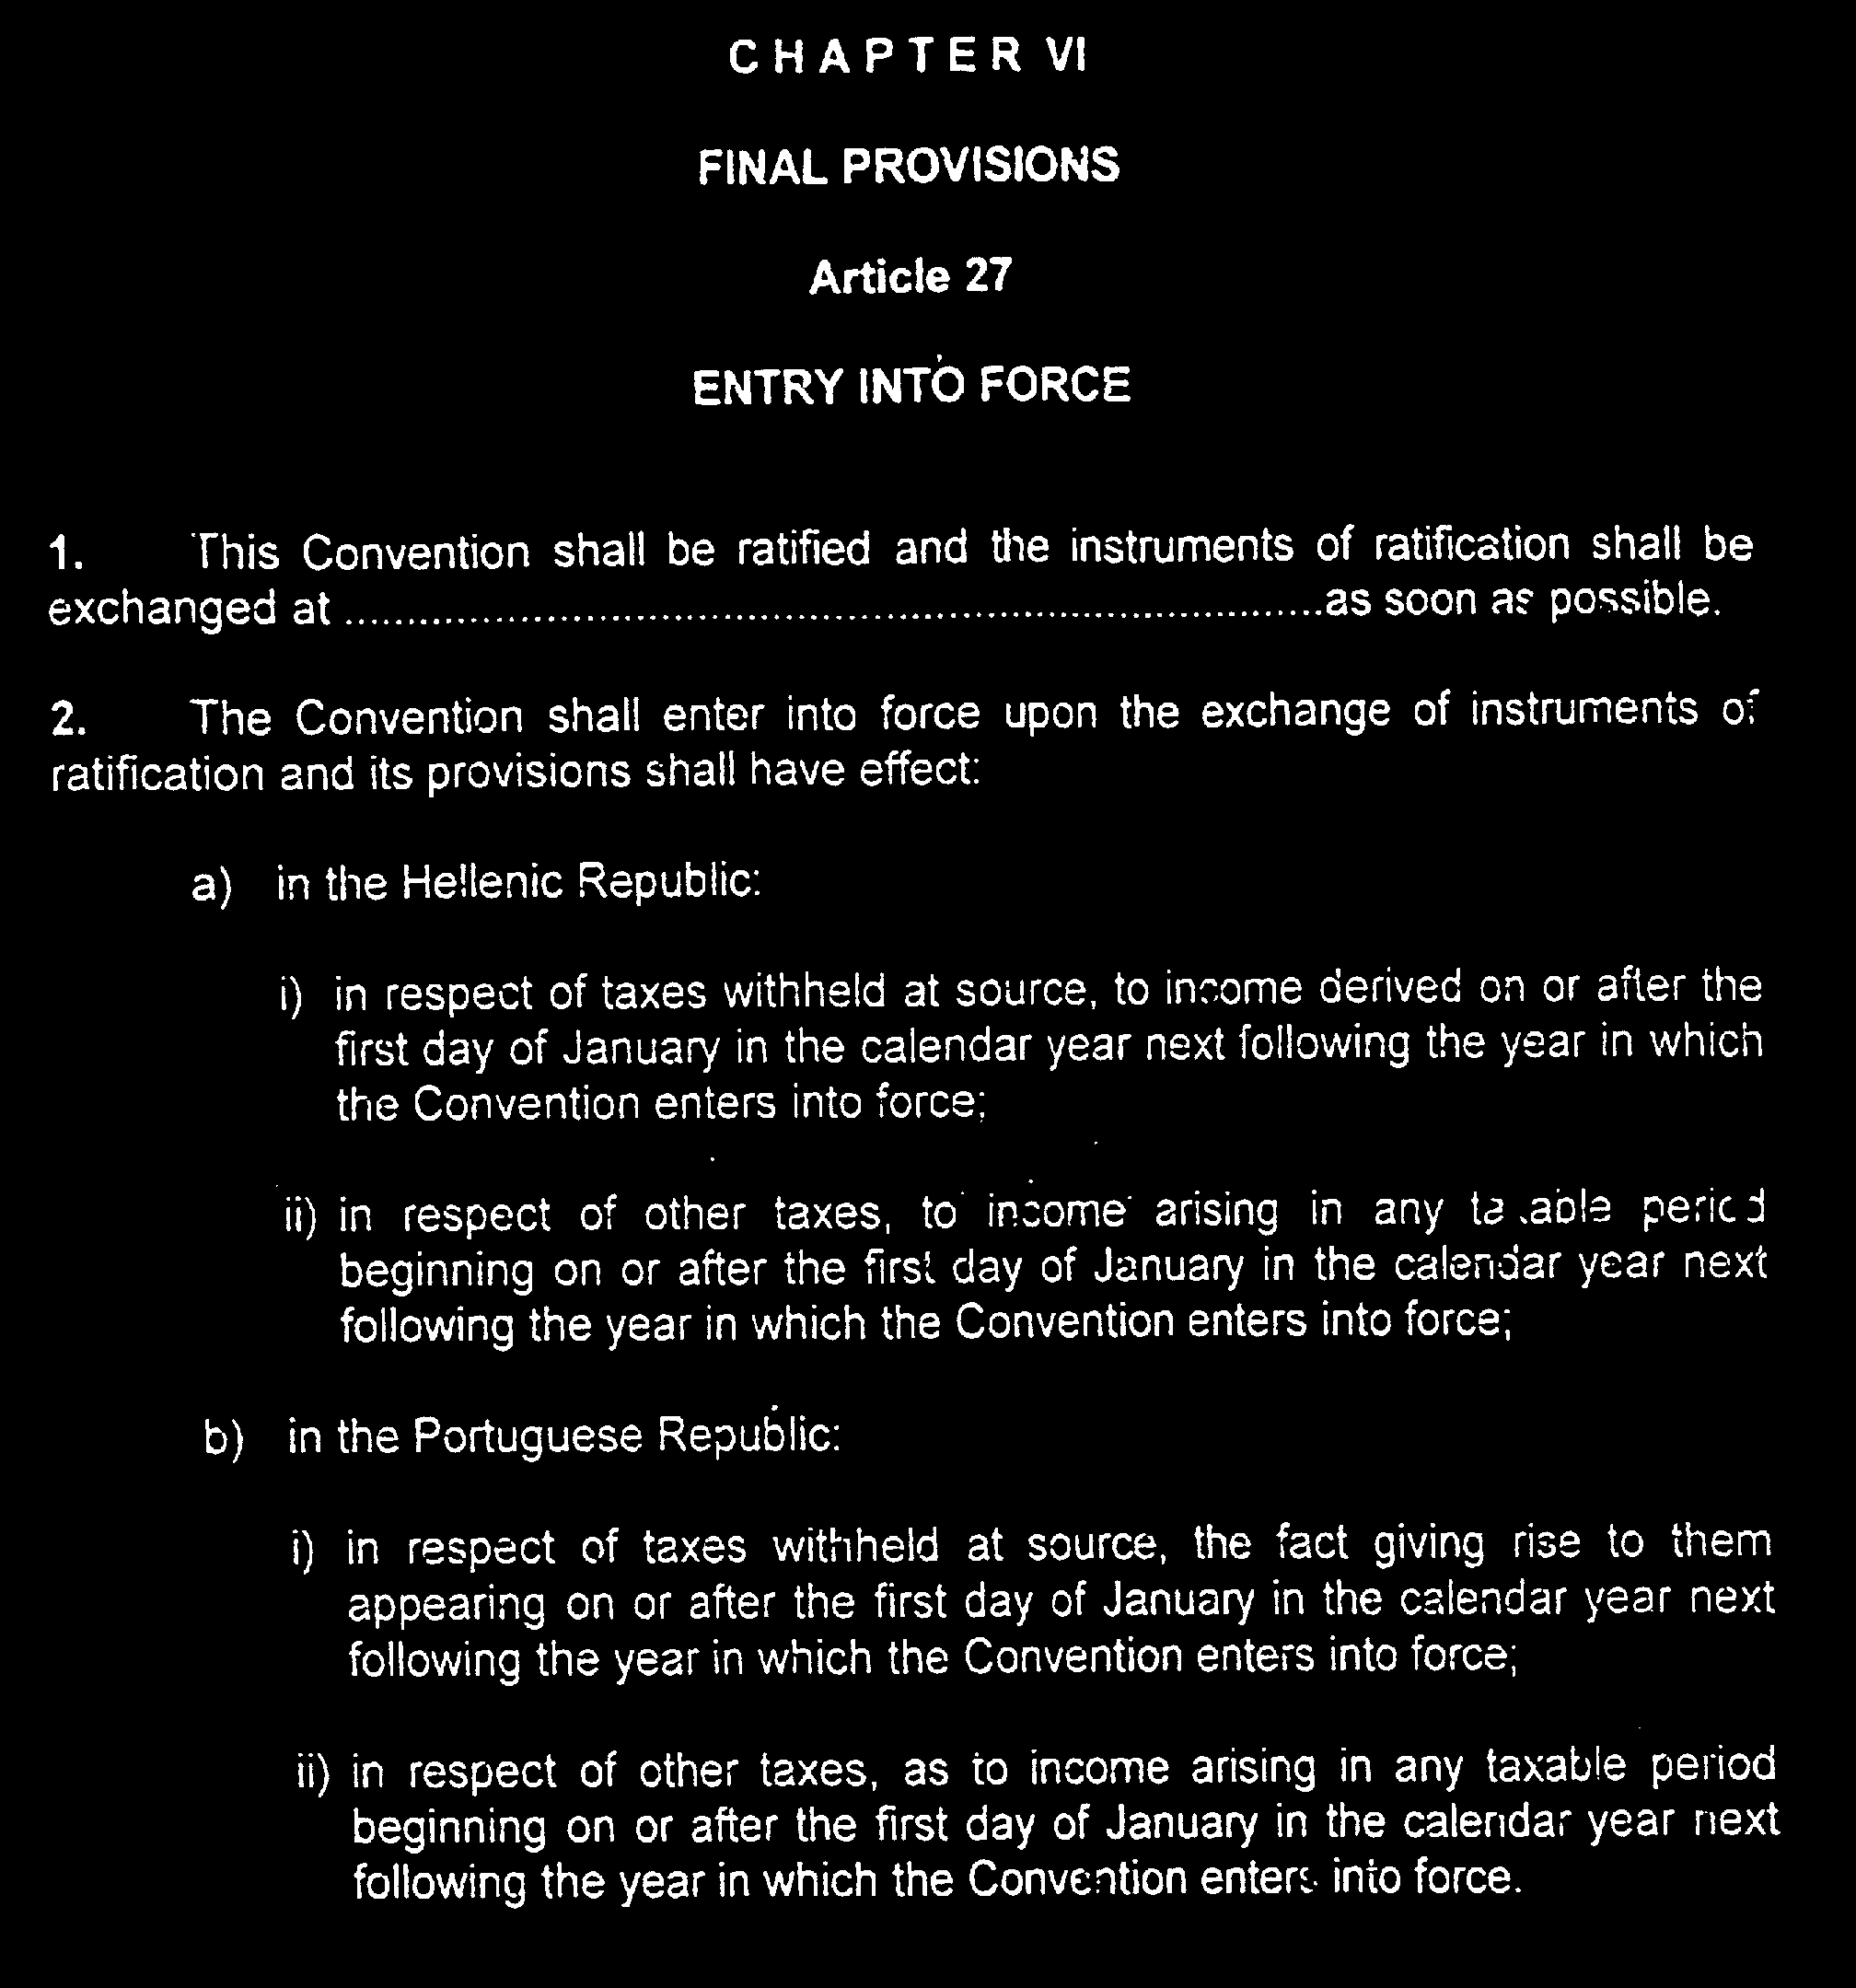 CHAPTER VI
FINAL PROVISIONS
Article 27
ENTRY INTO FORCE
1. This Convention shall be ratified and the instruments of ratification shall be
exchanged at ............................................................................as soon as possible.
2. The Convention shall enter into force upon the exchange of instruments of
ratification and its provisions shall have effect:
a) in the Hellenic Republic:
i) in respect of taxes withheld at source, to income derived on or after the
first day of January in the calendar year next following the year in which
the Convention enters into force;
ii) in respect of other taxes, to income arising in any taxable period
beginning on or after the first day of January in the calendar year next
following the year in which the Convention enters into force;
b) in the Portuguese Republic:
i) in respect of taxes withheld at source, the fact giving rise to them
appearing on or after the first day of January in the calendar year next
following the year in which the Convention enters into force;
ii) in respect of other taxes, as to income arising in any taxable period
beginning on or after the first day of January in the calendar year next
following the year in which the Convention enters into force.